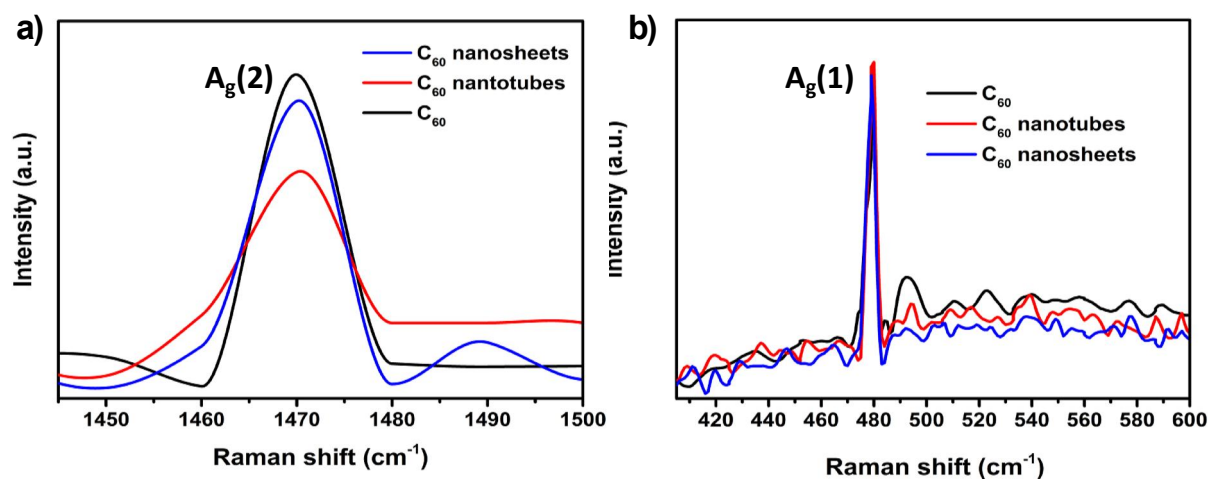 a)
A₉(2)
C₆₀ nanosheets
C₆₀ nantotubes
C₆₀
Intensity (a.u.)
1450 1460 1470 1480 1490 1500
Raman shift (cm⁻¹)
b)
A₉(1)
C₆₀
C₆₀ nanotubes
C₆₀ nanosheets
Intensity (a.u.)
420 440 460 480 500 520 540 560 580 600
Raman shift (cm⁻¹)